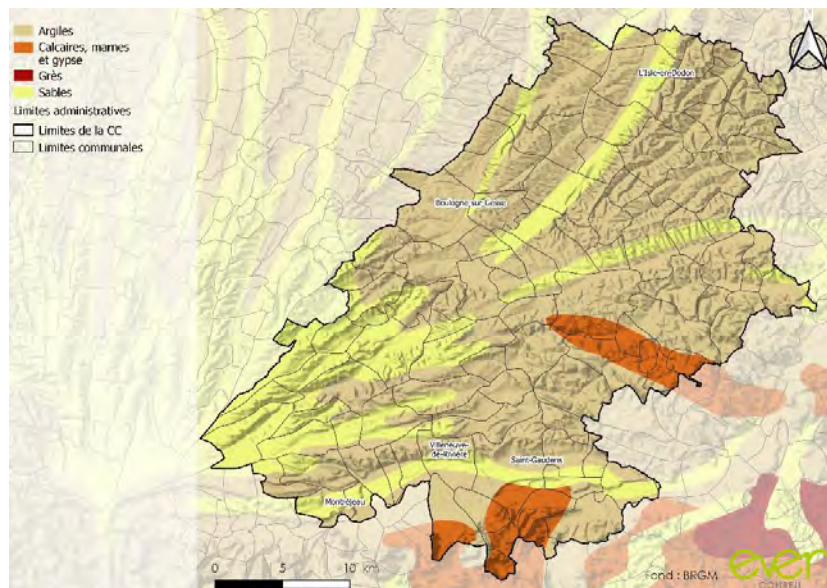 Argiles
Calcaires, marnes
et gypse
Grès
Sables
Limites administratives
Limites de la CC
Limites communales
L'Isle-en-Dodon
Boulogne-sur-Gesse
Villeneuve-
de-Rivière
Saint-Gaudens
Montréjeau
0 5 10 km
Fond : BRGM
ever
CONSEIL